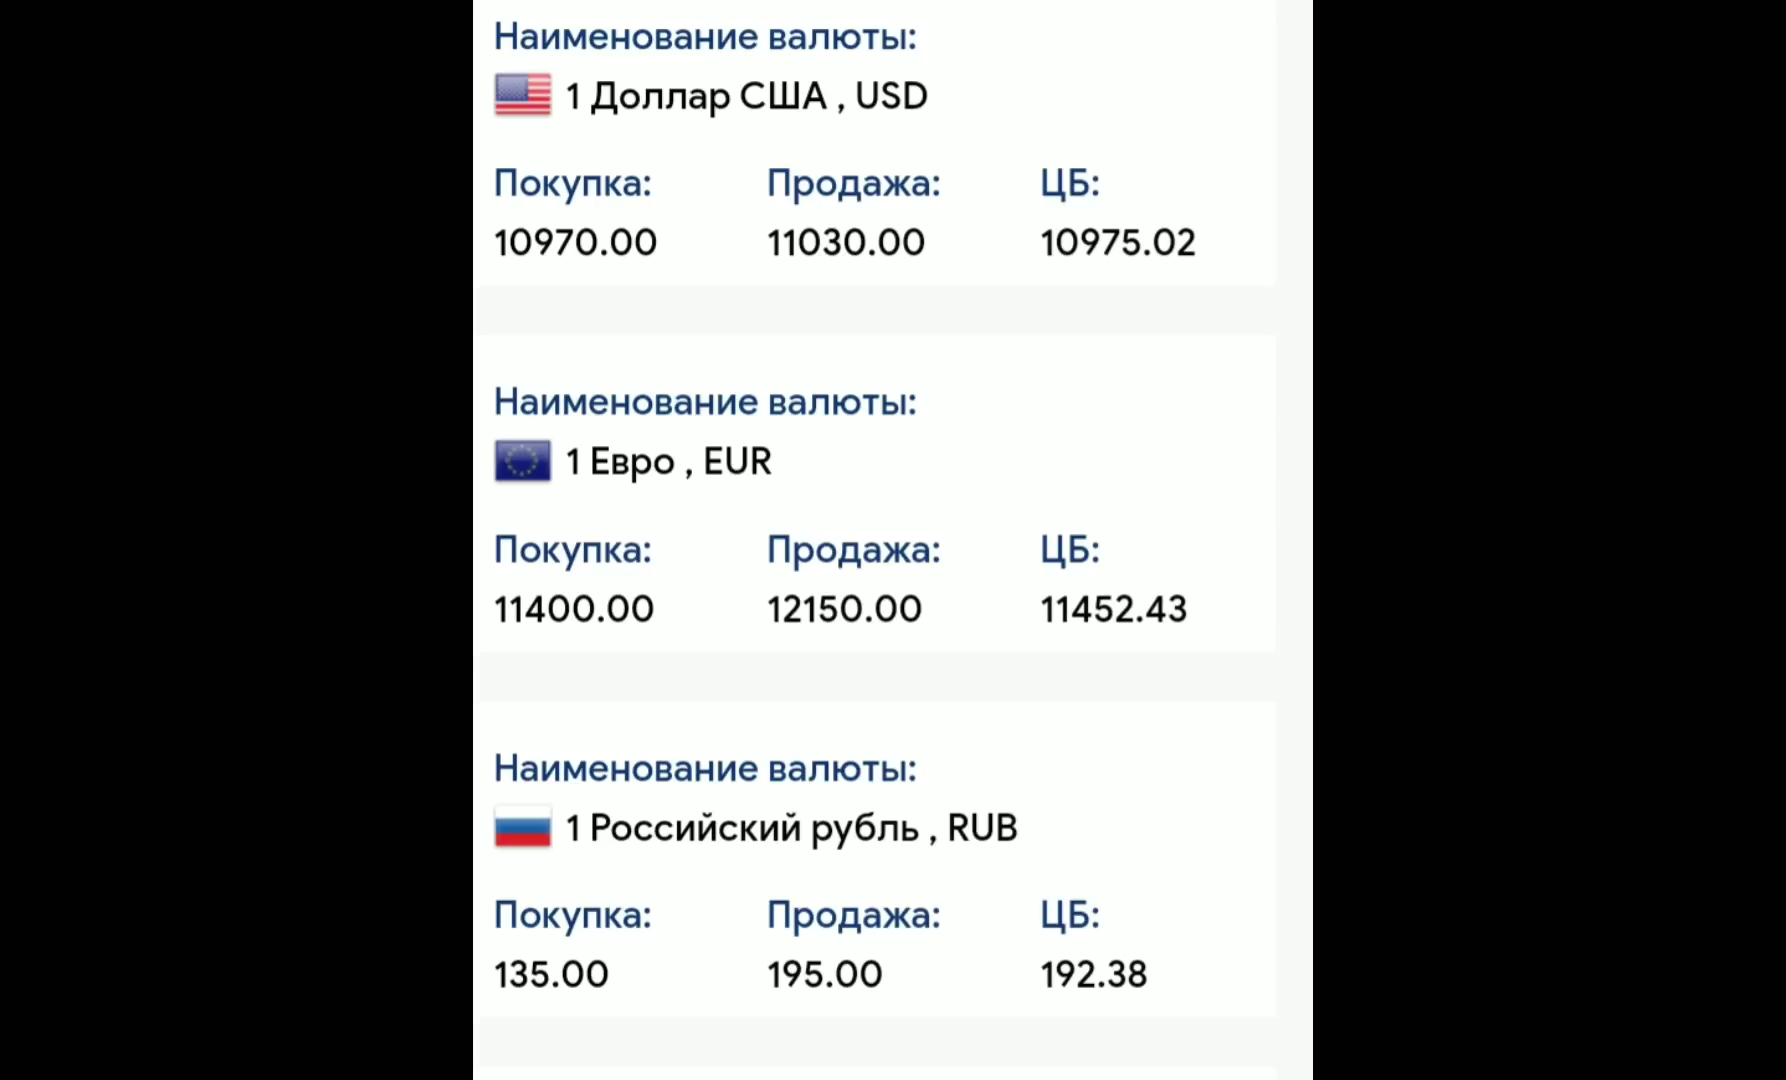 Наименование валюты:
1 Доллар США , USD
Покупка: Продажа: ЦБ:
10970.00 11030.00 10975.02
Наименование валюты:
1 Евро , EUR
Покупка: Продажа: ЦБ:
11400.00 12150.00 11452.43
Наименование валюты:
1 Российский рубль , RUB
Покупка: Продажа: ЦБ:
135.00 195.00 192.38